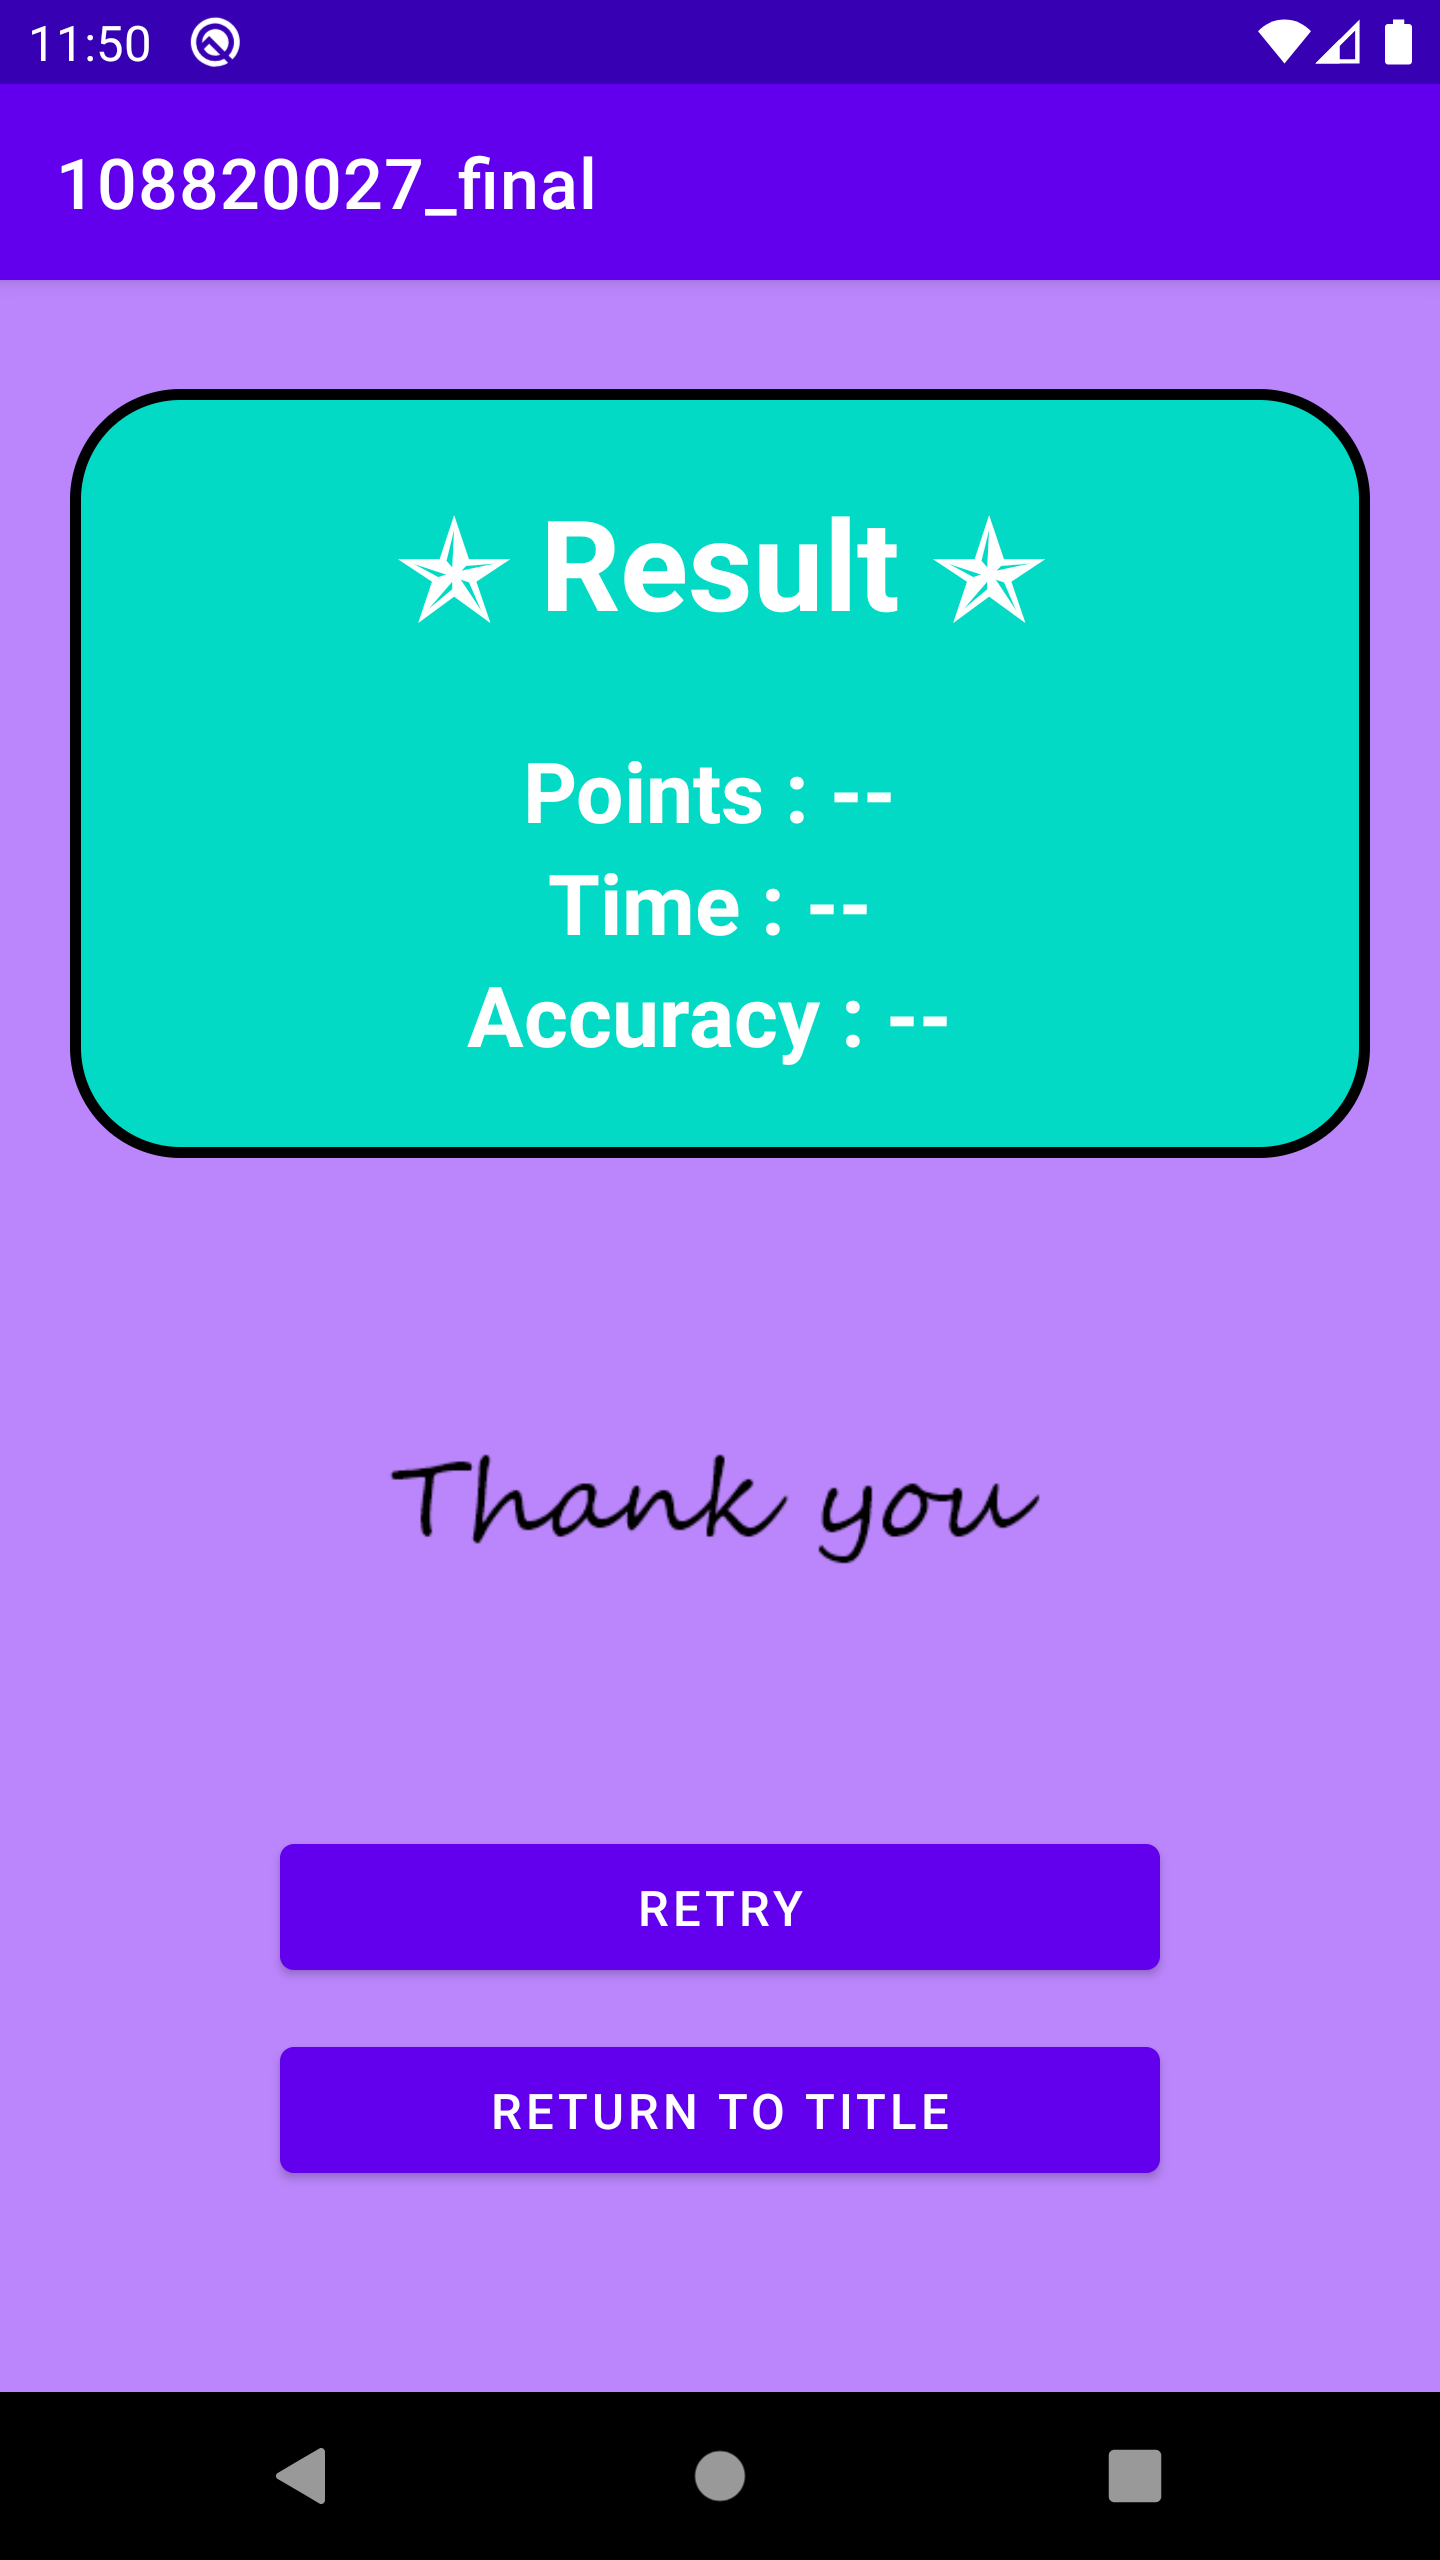 11:50
108820027_final
✯ Result ✯
Points : --
Time : --
Accuracy : --
Thank you
RETRY
RETURN TO TITLE